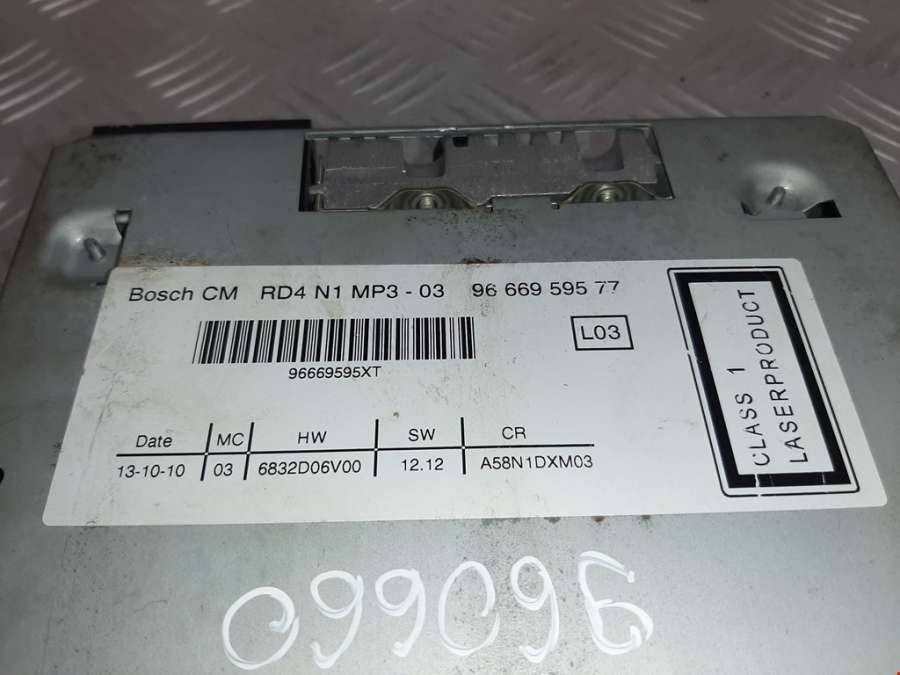 Bosch CM RD4 N1 MP3 - 03 96 669 595 77
L03
96669595XT
Date MC HW SW CR
13-10-10 03 6832D06V00 12.12 A58N1DXM03
CLASS 1
LASERPRODUCT
099096